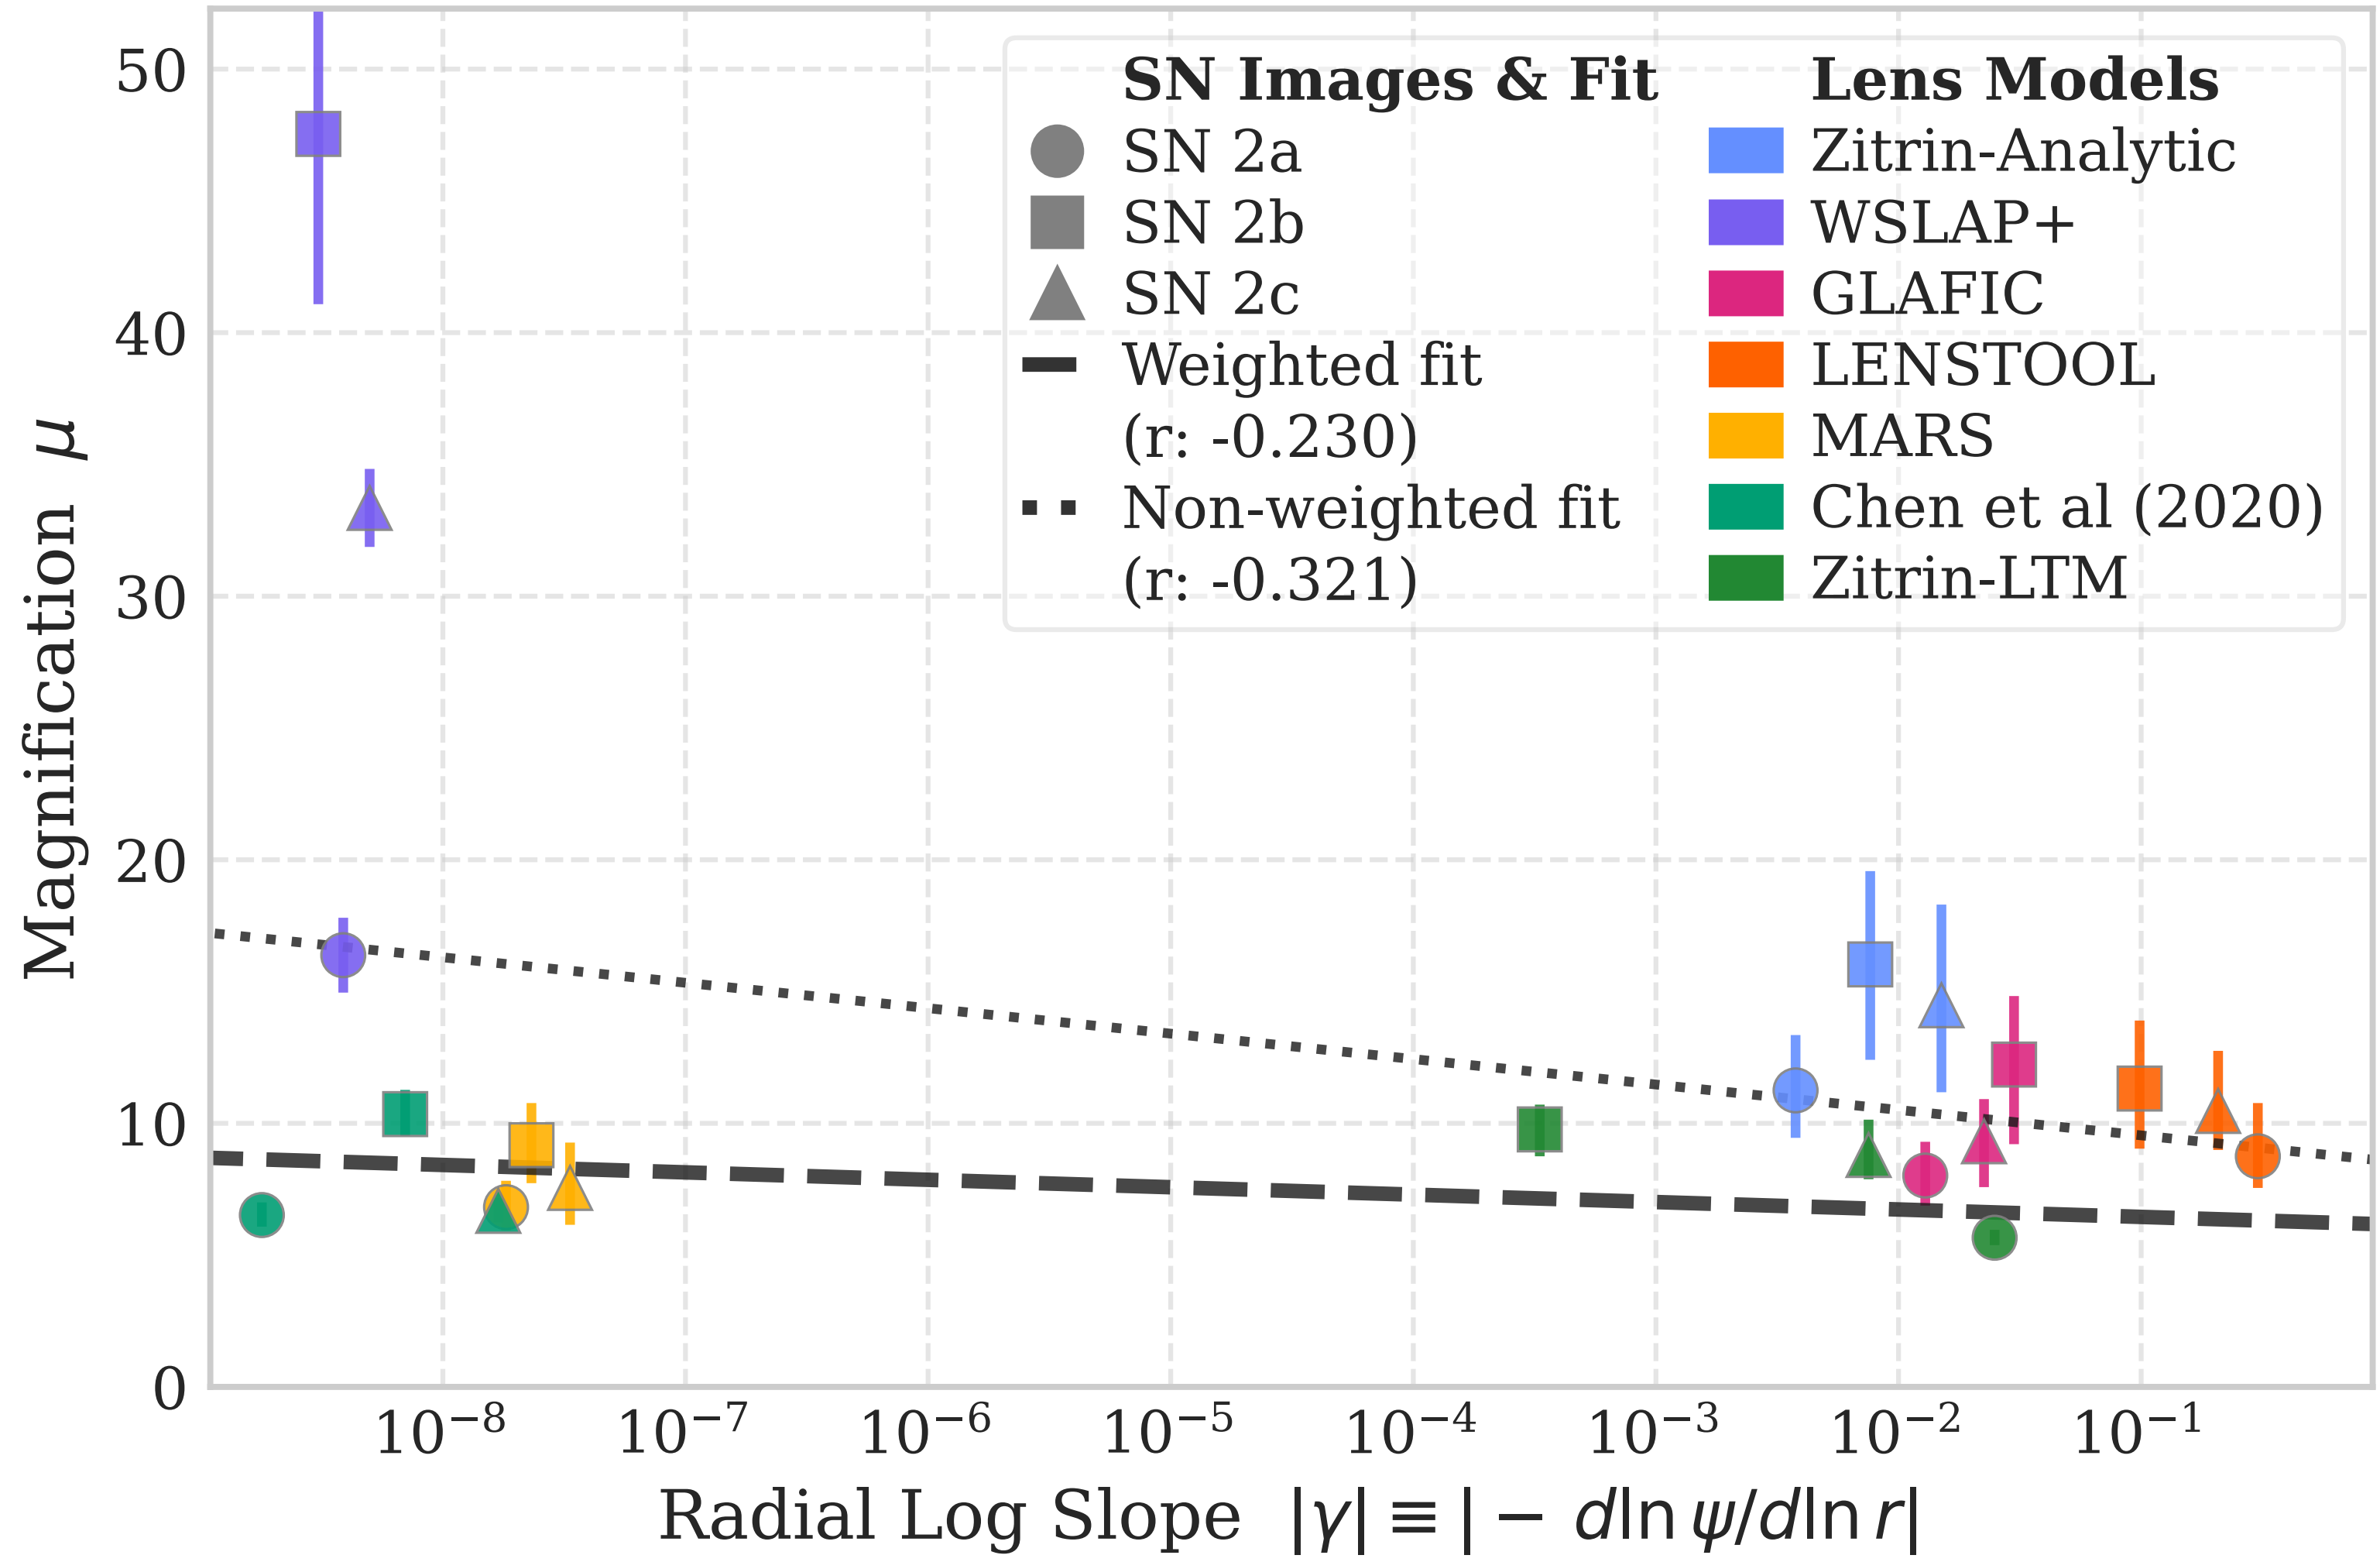 50
40
30
20
10
0
Magnification μ
SN Images & Fit
SN 2a
SN 2b
SN 2c
Weighted fit
(r: -0.230)
Non-weighted fit
(r: -0.321)
Lens Models
Zitrin-Analytic
WSLAP+
GLAFIC
LENSTOOL
MARS
Chen et al (2020)
Zitrin-LTM
10⁻⁸ 10⁻⁷ 10⁻⁶ 10⁻⁵ 10⁻⁴ 10⁻³ 10⁻² 10⁻¹
Radial Log Slope |γ| ≡ | − d ln ψ/d ln r|